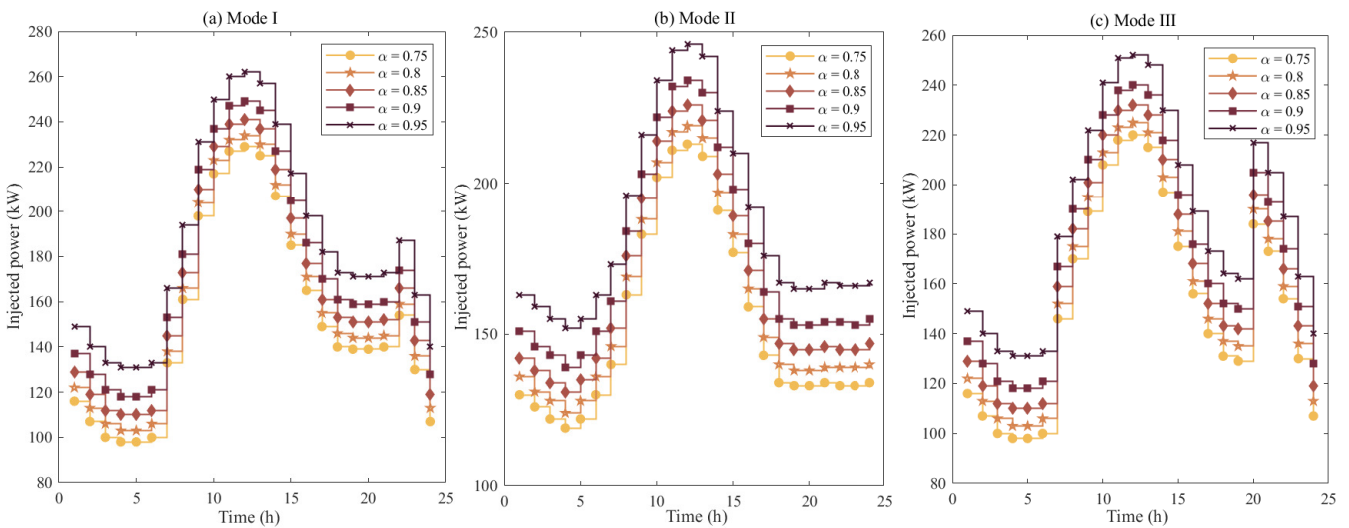 (a) Mode I
Injected power (kW)
280
260
240
220
200
180
160
140
120
100
80
0
5
10
15
20
25
Time (h)
α = 0.75
α = 0.8
α = 0.85
α = 0.9
α = 0.95
(b) Mode II
Injected power (kW)
250
200
150
100
0
5
10
15
20
25
Time (h)
α = 0.75
α = 0.8
α = 0.85
α = 0.9
α = 0.95
(c) Mode III
Injected power (kW)
260
240
220
200
180
160
140
120
100
80
0
5
10
15
20
25
Time (h)
α = 0.75
α = 0.8
α = 0.85
α = 0.9
α = 0.95